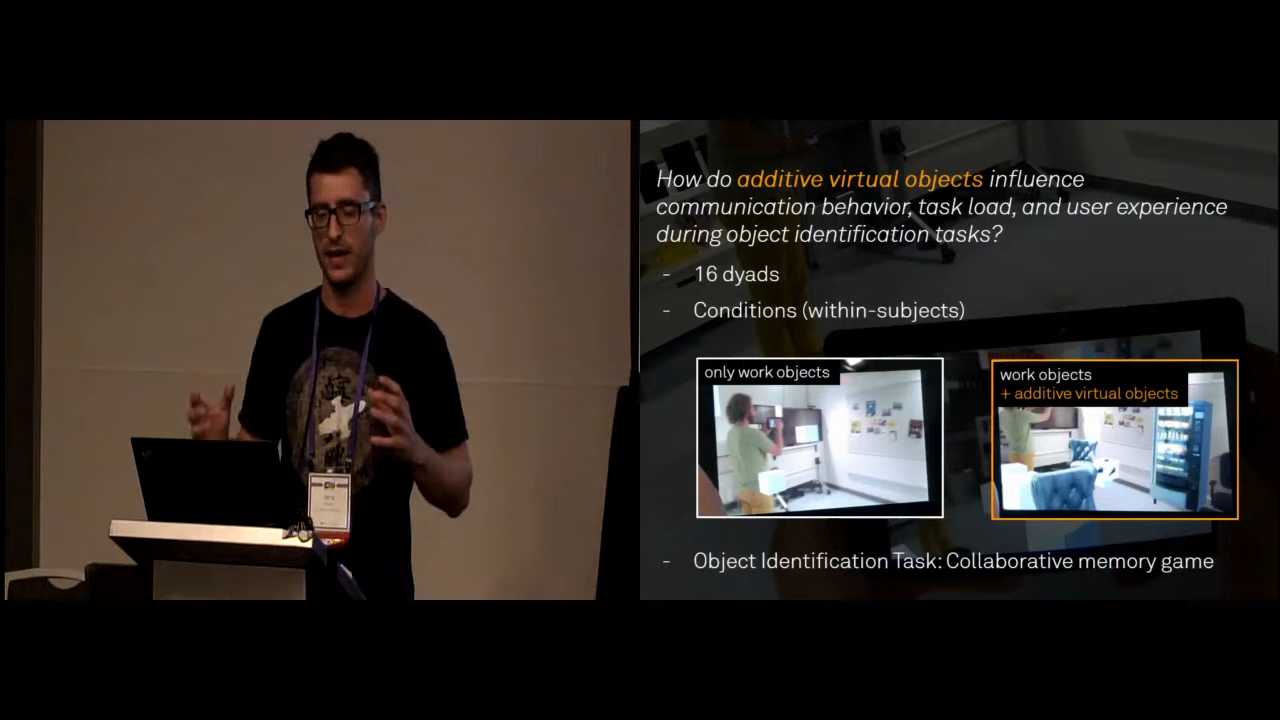 How do additive virtual objects influence
communication behavior, task load, and user experience
during object identification tasks?
- 16 dyads
- Conditions (within-subjects)
only work objects
work objects
+ additive virtual objects
- Object Identification Task: Collaborative memory game